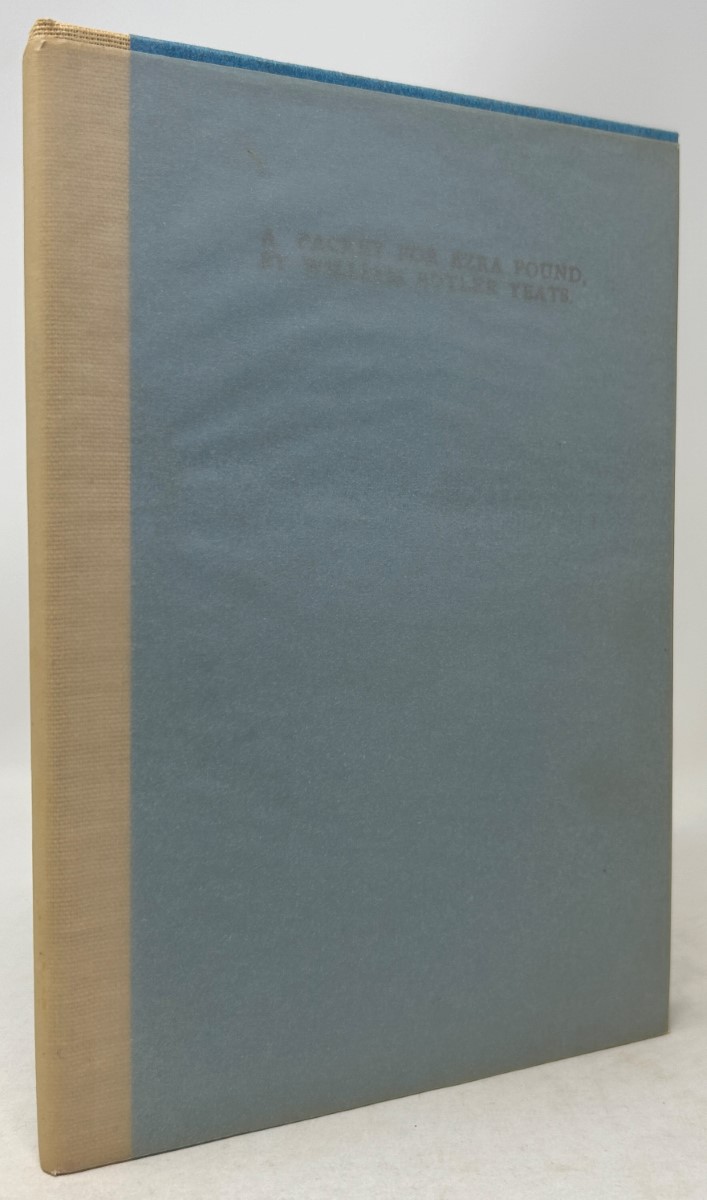 A PACKET FOR EZRA POUND,
BY WILLIAM BUTLER YEATS.